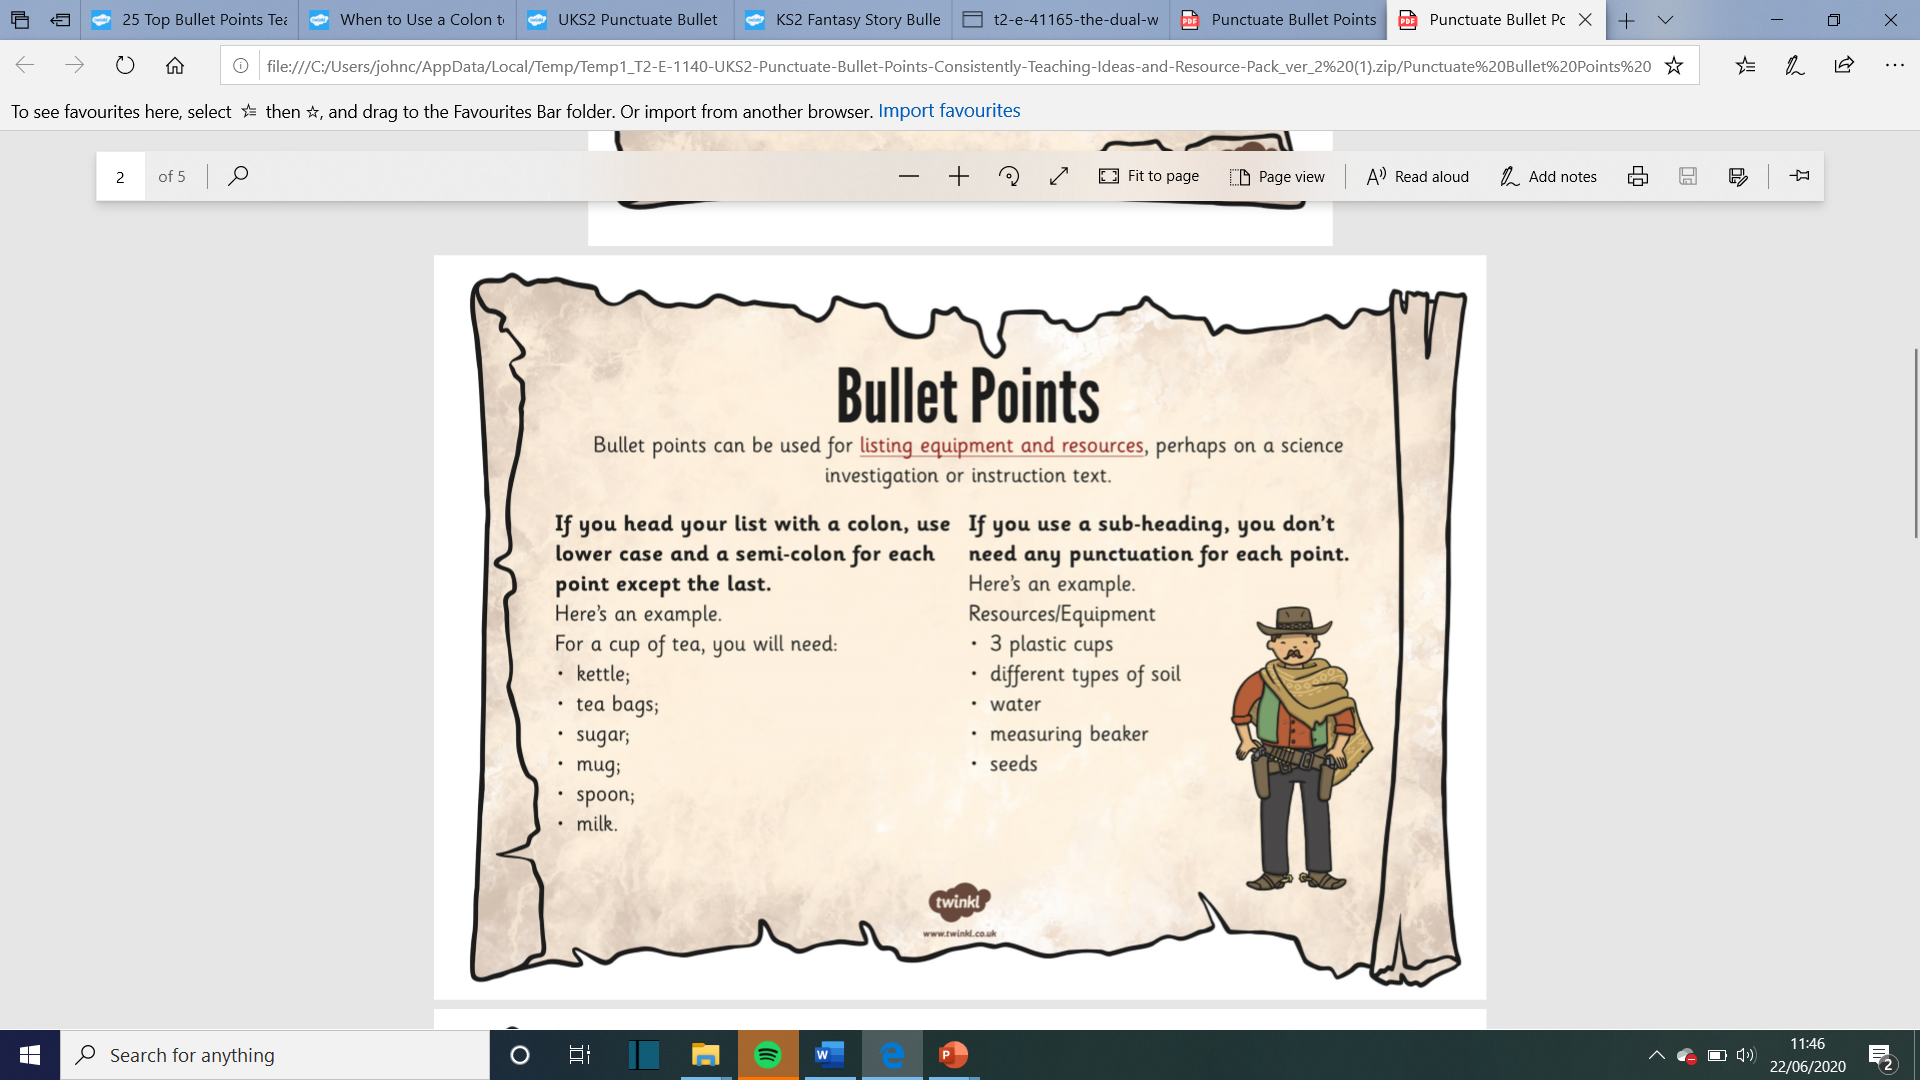 25 Top Bullet Points Tea
When to Use a Colon t
UKS2 Punctuate Bullet
KS2 Fantasy Story Bulle
t2-e-41165-the-dual-w
Punctuate Bullet Points
Punctuate Bullet Pc
file:///C:/Users/johnc/AppData/Local/Temp/Temp1_T2-E-1140-UKS2-Punctuate-Bullet-Points-Consistently-Teaching-Ideas-and-Resource-Pack_ver_2%20(1).zip/Punctuate%20Bullet%20Points%20
To see favourites here, select then ☆, and drag to the Favourites Bar folder. Or import from another browser. Import favourites
2 of 5
Fit to page
Page view
Read aloud
Add notes
Bullet Points
Bullet points can be used for listing equipment and resources, perhaps on a science
investigation or instruction text.
If you head your list with a colon, use
lower case and a semi-colon for each
point except the last.
Here's an example.
For a cup of tea, you will need:
• kettle;
• tea bags;
• sugar;
• mug;
• spoon;
• milk.
If you use a sub-heading, you don't
need any punctuation for each point.
Here's an example.
Resources/Equipment
• 3 plastic cups
• different types of soil
• water
• measuring beaker
• seeds
twinkl
www.twinkl.co.uk
Search for anything
11:46
22/06/2020
2